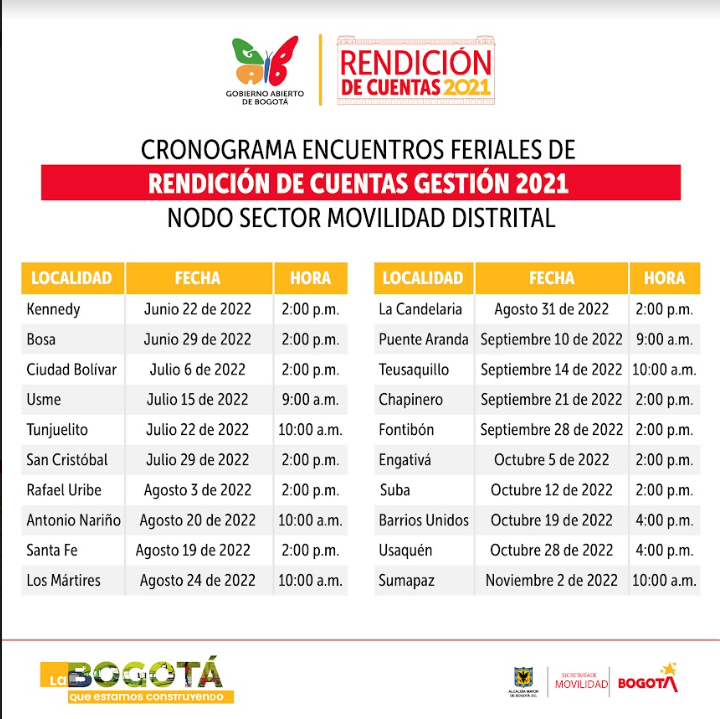 GOBIERNO ABIERTO
DE BOGOTÁ
RENDICIÓN
DE CUENTAS 2021
CRONOGRAMA ENCUENTROS FERIALES DE
RENDICIÓN DE CUENTAS GESTIÓN 2021
NODO SECTOR MOVILIDAD DISTRITAL
LOCALIDAD FECHA HORA
Kennedy Junio 22 de 2022 2:00 p.m.
Bosa Junio 29 de 2022 2:00 p.m.
Ciudad Bolívar Julio 6 de 2022 2:00 p.m.
Usme Julio 15 de 2022 9:00 a.m.
Tunjuelito Julio 22 de 2022 10:00 a.m.
San Cristóbal Julio 29 de 2022 2:00 p.m.
Rafael Uribe Agosto 3 de 2022 2:00 p.m.
Antonio Nariño Agosto 20 de 2022 10:00 a.m.
Santa Fe Agosto 19 de 2022 2:00 p.m.
Los Mártires Agosto 24 de 2022 10:00 a.m.
LOCALIDAD FECHA HORA
La Candelaria Agosto 31 de 2022 2:00 p.m.
Puente Aranda Septiembre 10 de 2022 9:00 a.m.
Teusaquillo Septiembre 14 de 2022 10:00 a.m.
Chapinero Septiembre 21 de 2022 2:00 p.m.
Fontibón Septiembre 28 de 2022 2:00 p.m.
Engativá Octubre 5 de 2022 2:00 p.m.
Suba Octubre 12 de 2022 2:00 p.m.
Barrios Unidos Octubre 19 de 2022 4:00 p.m.
Usaquén Octubre 28 de 2022 4:00 p.m.
Sumapaz Noviembre 2 de 2022 10:00 a.m.
La BOGOTÁ
que estamos construyendo
ALCALDÍA MAYOR
DE BOGOTÁ D.C.
SECRETARÍA DE
MOVILIDAD
BOGOTÁ